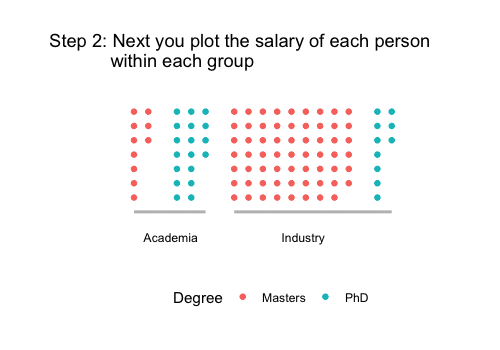 Step 2: Next you plot the salary of each person
within each group
Academia Industry
Degree Masters PhD